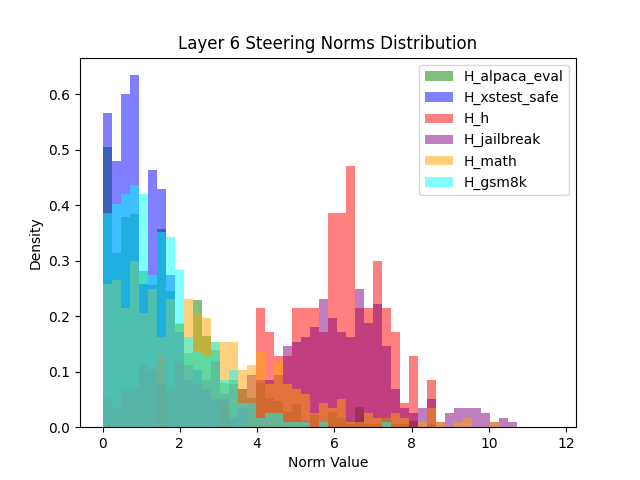 Layer 6 Steering Norms Distribution
H_alpaca_eval
H_xstest_safe
H_h
H_jailbreak
H_math
H_gsm8k
Density
0.6
0.5
0.4
0.3
0.2
0.1
0.0
0 2 4 6 8 10 12
Norm Value